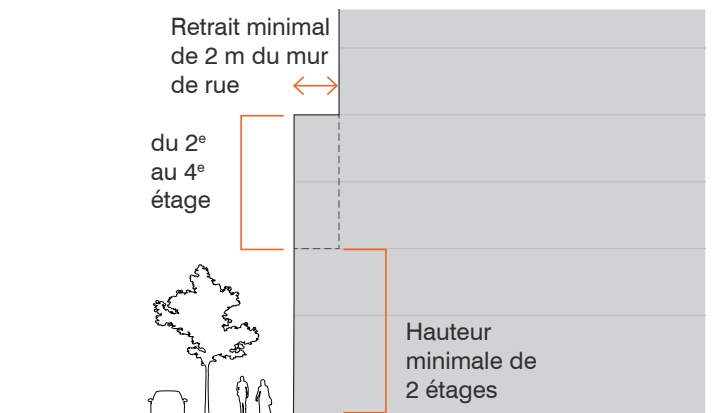 Retrait minimal
de 2 m du mur
de rue
du 2e
au 4e
étage
Hauteur
minimale de
2 étages